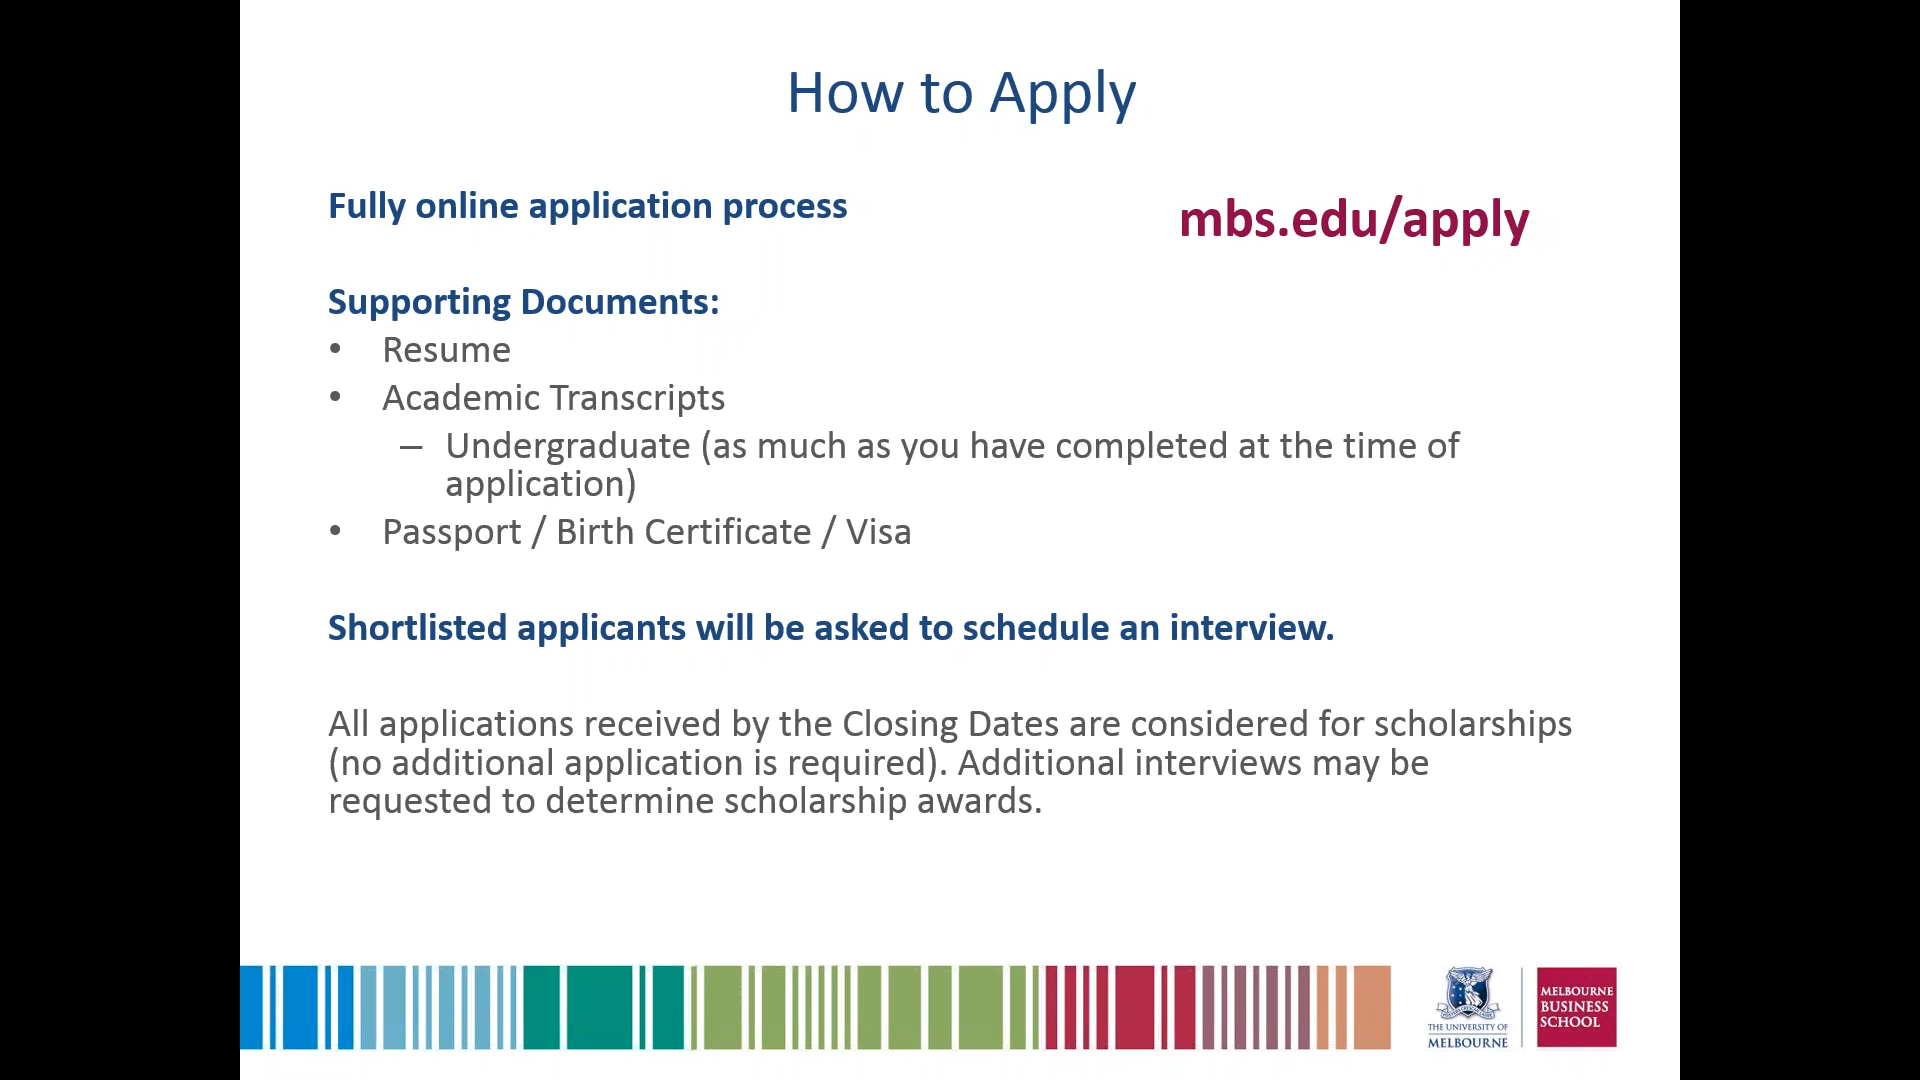 How to Apply
Fully online application process
mbs.edu/apply
Supporting Documents:
• Resume
• Academic Transcripts
– Undergraduate (as much as you have completed at the time of
application)
• Passport / Birth Certificate / Visa
Shortlisted applicants will be asked to schedule an interview.
All applications received by the Closing Dates are considered for scholarships
(no additional application is required). Additional interviews may be
requested to determine scholarship awards.
THE UNIVERSITY OF
MELBOURNE
MELBOURNE
BUSINESS
SCHOOL